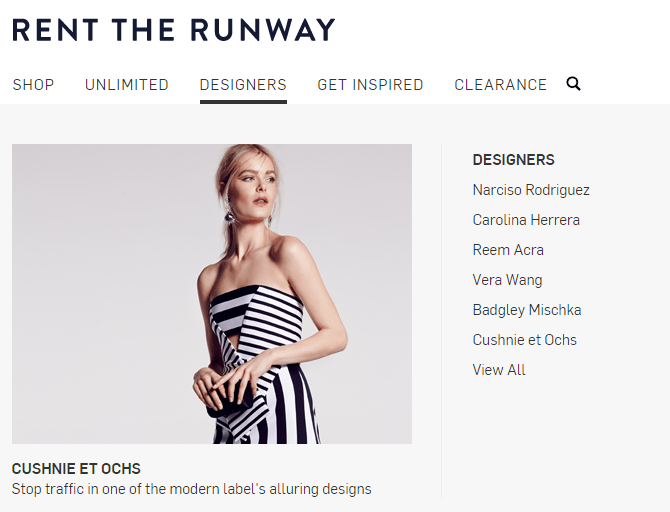 RENT THE RUNWAY
SHOP UNLIMITED DESIGNERS GET INSPIRED CLEARANCE
CUSHNIE ET OCHS
Stop traffic in one of the modern label's alluring designs
DESIGNERS
Narciso Rodriguez
Carolina Herrera
Reem Acra
Vera Wang
Badgley Mischka
Cushnie et Ochs
View All